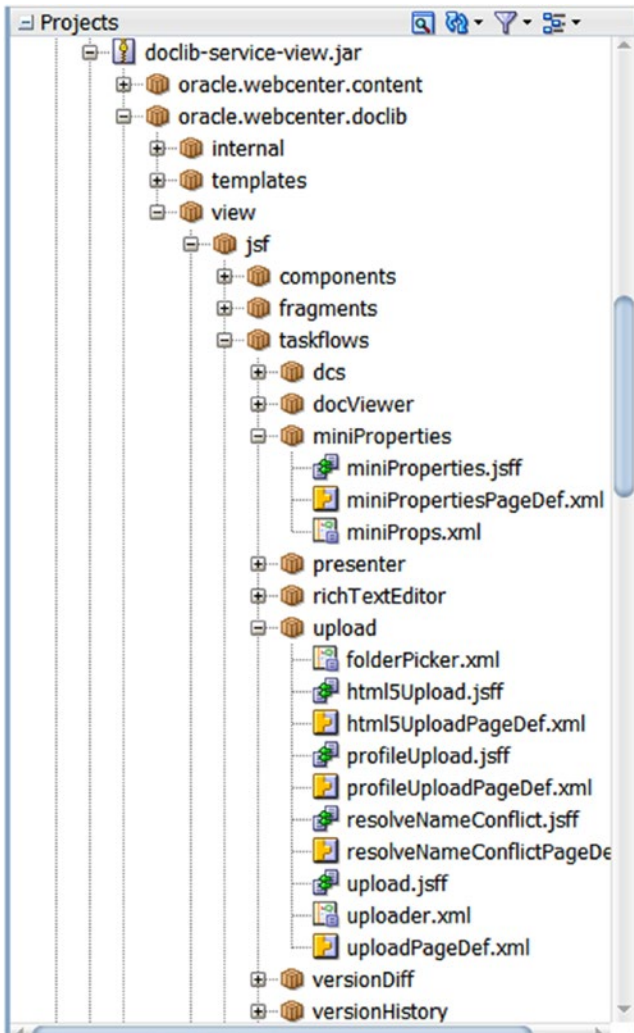 Projects
doclib-service-view.jar
oracle.webcenter.content
oracle.webcenter.doclib
internal
templates
view
jsf
components
fragments
taskflows
dcs
docViewer
miniProperties
miniProperties.jsff
miniPropertiesPageDef.xml
miniProps.xml
presenter
richTextEditor
upload
folderPicker.xml
html5Upload.jsff
html5UploadPageDef.xml
profileUpload.jsff
profileUploadPageDef.xml
resolveNameConflict.jsff
resolveNameConflictPageDe
upload.jsff
uploader.xml
uploadPageDef.xml
versionDiff
versionHistory